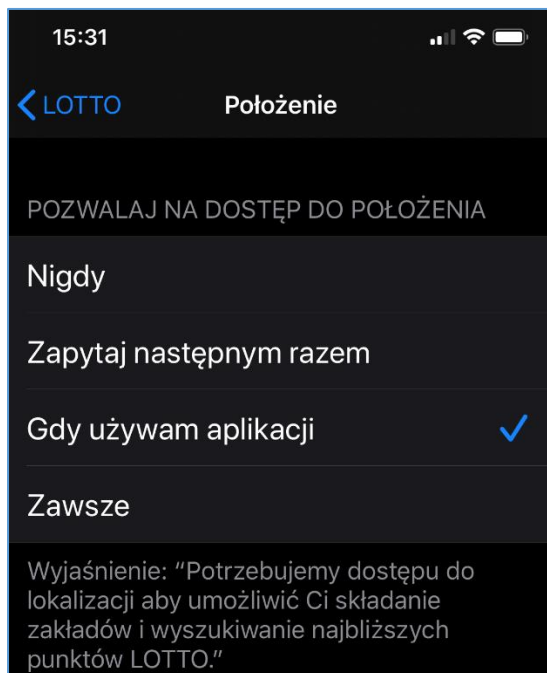 15:31
LOTTO Położenie
POZWALAJ NA DOSTĘP DO POŁOŻENIA
Nigdy
Zapytaj następnym razem
Gdy używam aplikacji
Zawsze
Wyjaśnienie: “Potrzebujemy dostępu do
lokalizacji aby umożliwić Ci składanie
zakładów i wyszukiwanie najbliższych
punktów LOTTO.”